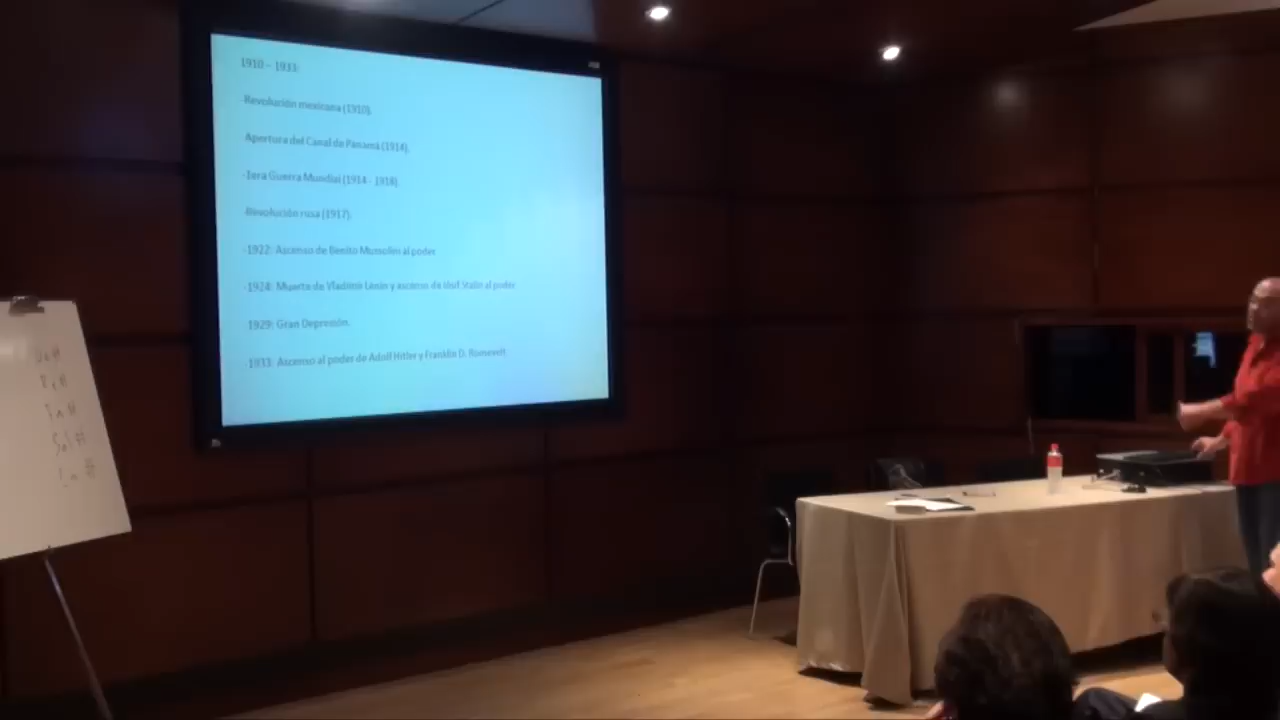 1910 – 1933:
-Revolución mexicana (1910).
Apertura del Canal de Panamá (1914).
-1era Guerra Mundial (1914 - 1918)
-Revolución rusa (1917).
-1922: Ascenso de Benito Mussolini al poder
-1924: Muerte de Vladimir Lenin y ascenso de Iósif Stalin al poder
1929: Gran Depresión.
-1933: Ascenso al poder de Adolf Hitler y Franklin D. Roosevelt